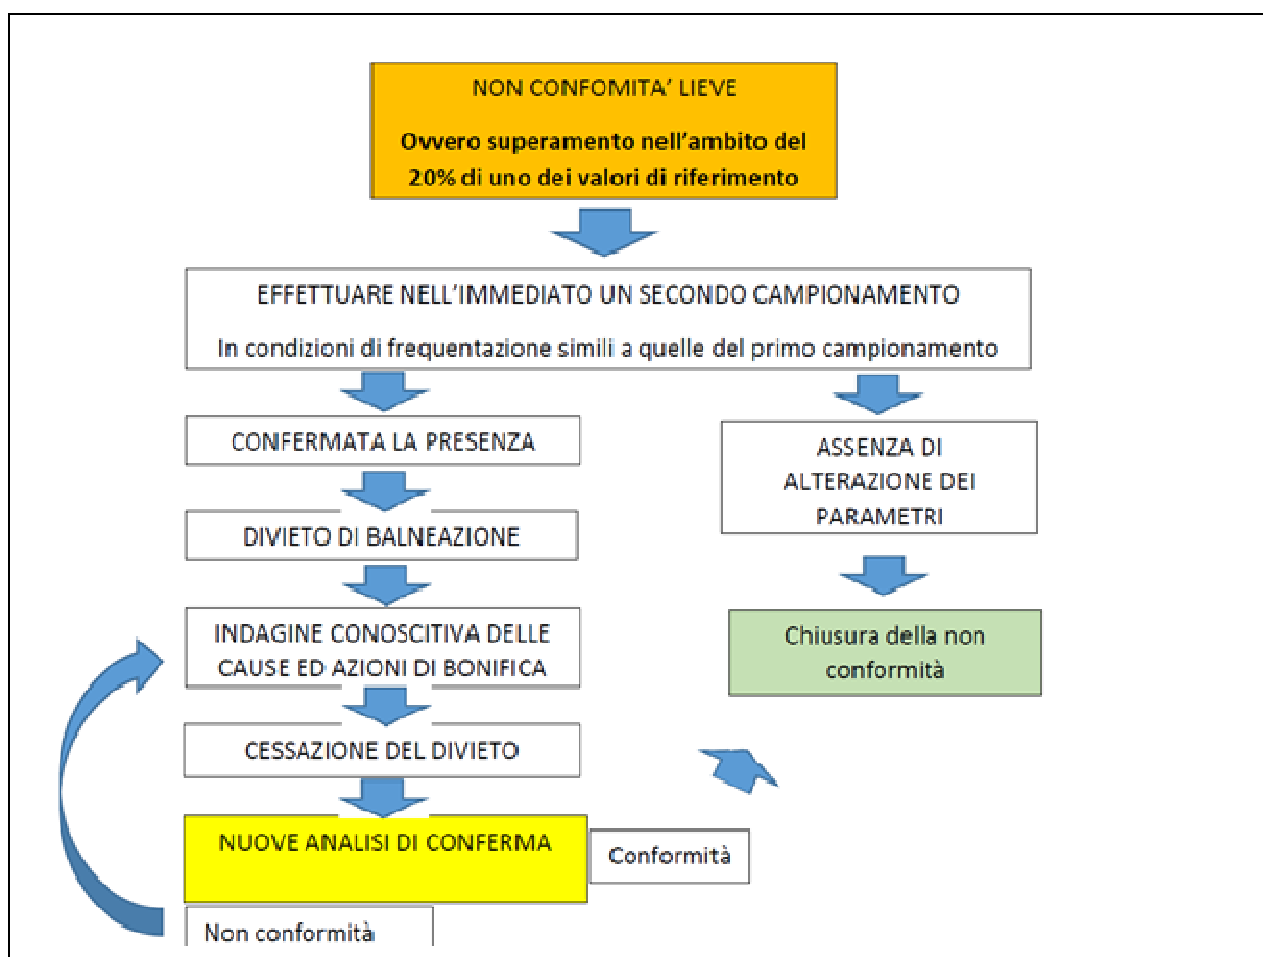 NON CONFOMITA' LIEVE
Ovvero superamento nell'ambito del
20% di uno dei valori di riferimento
EFFETTUARE NELL'IMMEDIATO UN SECONDO CAMPIONAMENTO
In condizioni di frequentazione simili a quelle del primo campionamento
CONFERMATA LA PRESENZA
DIVIETO DI BALNEAZIONE
INDAGINE CONOSCITIVA DELLE
CAUSE ED AZIONI DI BONIFICA
CESSAZIONE DEL DIVIETO
NUOVE ANALISI DI CONFERMA
Conformità
Non conformità
ASSENZA DI
ALTERAZIONE DEI
PARAMETRI
Chiusura della non
conformità